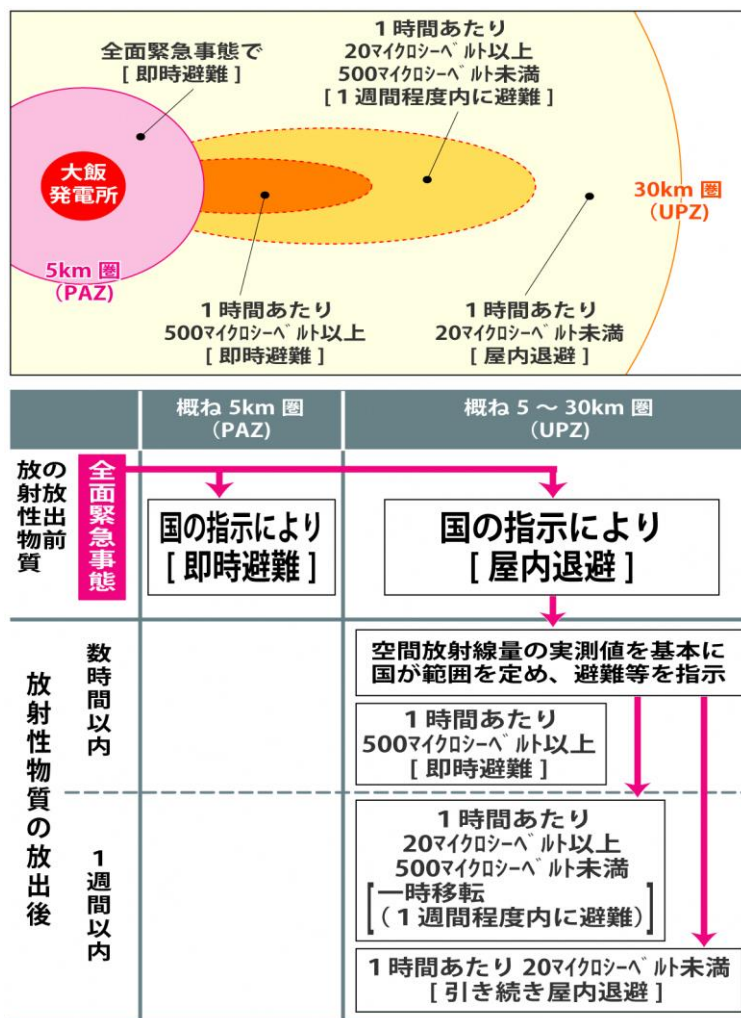 全面緊急事態で
[ 即時避難 ]
1時間あたり
20マイクロシーベルト以上
500マイクロシーベルト未満
[ 1週間程度内に避難 ]
大飯
発電所
5km 圏
（PAZ）
30km 圏
（UPZ)
1時間あたり
500マイクロシーベルト以上
[ 即時避難 ]
1時間あたり
20マイクロシーベルト未満
[ 屋内退避 ]
概ね 5km 圏
（PAZ）
概ね 5 ～ 30km 圏
（UPZ）
放射性物質
の放出前
全面緊急事態
国の指示により
[ 即時避難 ]
国の指示により
[ 屋内退避 ]
放射性物質の放出後
数時間以内
空間放射線量の実測値を基本に
国が範囲を定め、避難等を指示
1時間あたり
500マイクロシーベルト以上
[ 即時避難 ]
1週間以内
1時間あたり
20マイクロシーベルト以上
500マイクロシーベルト未満
[ 一時移転
（1週間程度内に避難） ]
1時間あたり 20マイクロシーベルト未満
[ 引き続き屋内退避 ]